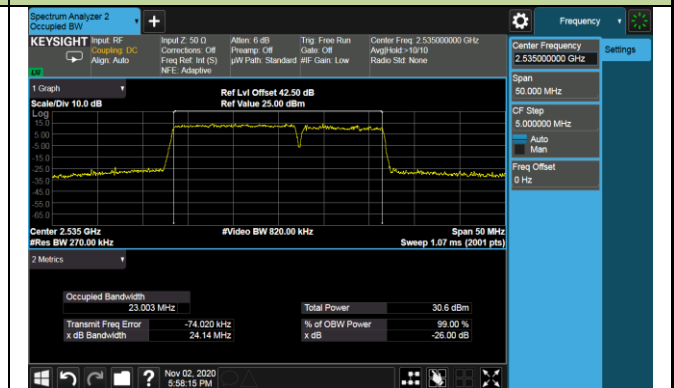 Spectrum Analyzer 2
Occupied BW
Frequency
KEYSIGHT
Input: RF
Coupling: DC
Align: Auto
Input Z: 50 Ω
Corrections: Off
Freq Ref: Int (S)
NFE: Adaptive
Atten: 6 dB
Preamp: Off
µW Path: Standard
Trig: Free Run
Gate: Off
#IF Gain: Low
Center Freq: 2.535000000 GHz
Avg|Hold:>10/10
Radio Std: None
Center Frequency
2.535000000 GHz
Settings
Span
50.000 MHz
CF Step
5.000000 MHz
Auto
Man
Freq Offset
0 Hz
1 Graph
Scale/Div 10.0 dB
Ref Lvl Offset 42.50 dB
Ref Value 25.00 dBm
Log
15.0
5.00
-5.00
-15.0
-25.0
-35.0
-45.0
-55.0
-65.0
Center 2.535 GHz
#Video BW 820.00 kHz
Span 50 MHz
#Res BW 270.00 kHz
Sweep 1.07 ms (2001 pts)
2 Metrics
Occupied Bandwidth
23.003 MHz
Total Power
30.6 dBm
Transmit Freq Error
-74.020 kHz
% of OBW Power
99.00 %
x dB Bandwidth
24.14 MHz
x dB
-26.00 dB
Nov 02, 2020
5:58:15 PM